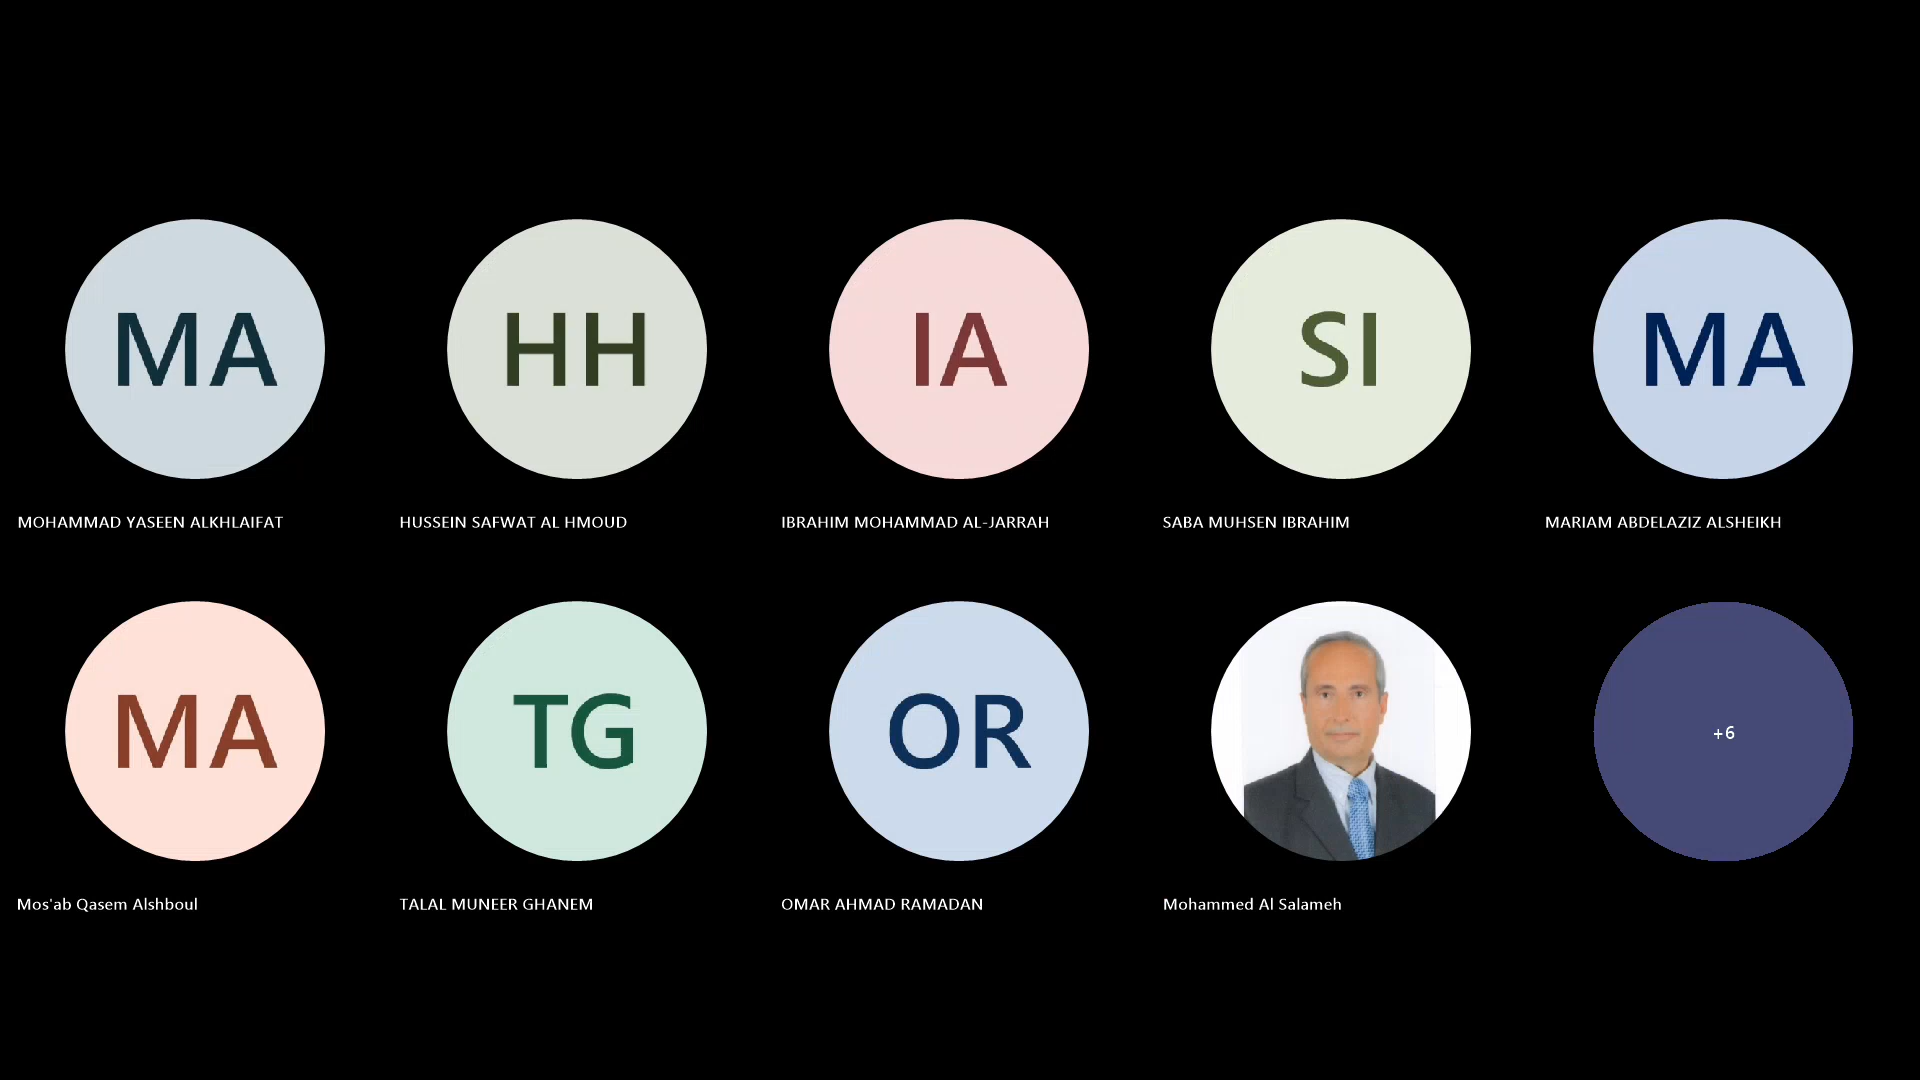 MA
HH
IA
SI
MA
MOHAMMAD YASEEN ALKHLAIFAT
HUSSEIN SAFWAT AL HMOUD
IBRAHIM MOHAMMAD AL-JARRAH
SABA MUHSEN IBRAHIM
MARIAM ABDELAZIZ ALSHEIKH
MA
TG
OR
+6
Mos'ab Qasem Alshboul
TALAL MUNEER GHANEM
OMAR AHMAD RAMADAN
Mohammed Al Salameh